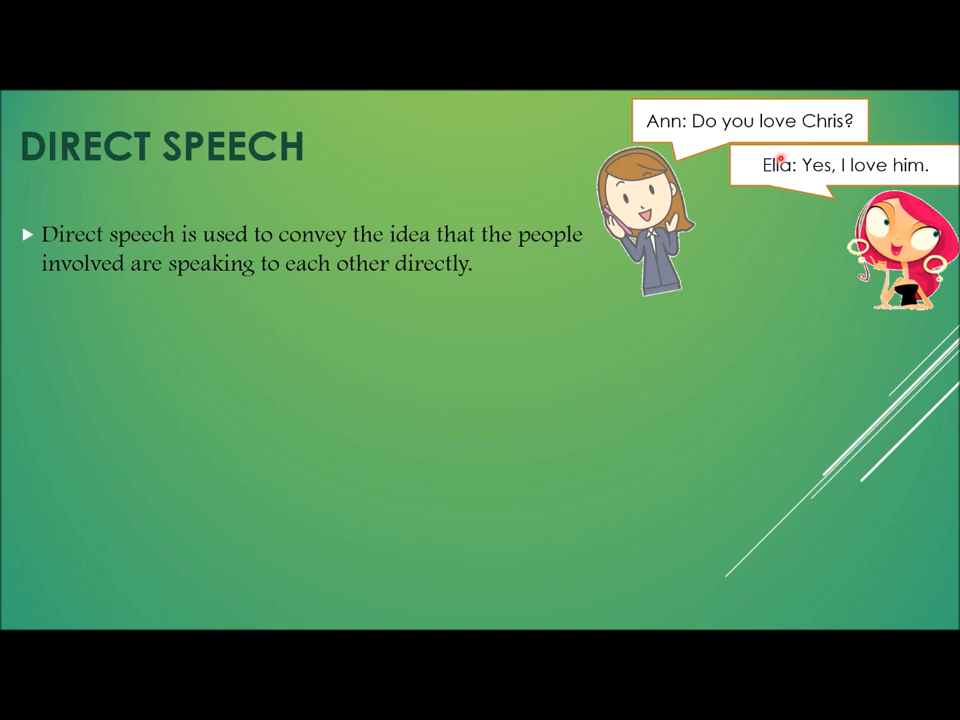 DIRECT SPEECH
Ann: Do you love Chris?
Ella: Yes, I love him.
Direct speech is used to convey the idea that the people
involved are speaking to each other directly.